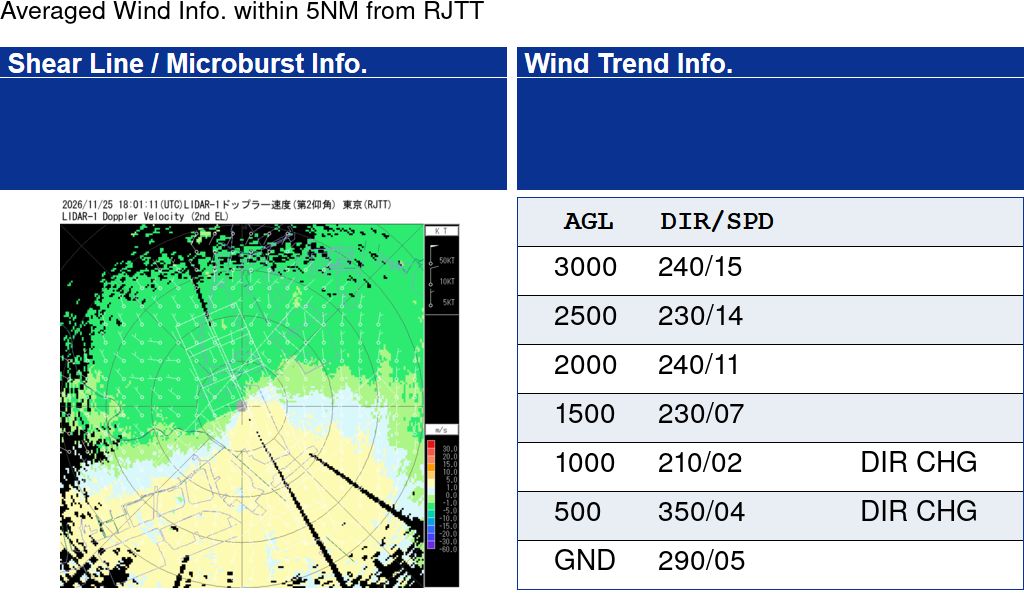 Averaged Wind Info. within 5NM from RJTT
Shear Line / Microburst Info.
Wind Trend Info.
2026/11/25 18:01:11(UTC)LIDAR-1ドップラー速度(第2仰角) 東京(RJTT)
LIDAR-1 Doppler Velocity (2nd EL)
K T
50KT
10KT
5KT
m/s
30.0
20.0
15.0
10.0
5.0
1.0
0.0
-1.0
-5.0
-10.0
-15.0
-20.0
-30.0
-60.0
AGL DIR/SPD
3000 240/15
2500 230/14
2000 240/11
1500 230/07
1000 210/02 DIR CHG
500 350/04 DIR CHG
GND 290/05